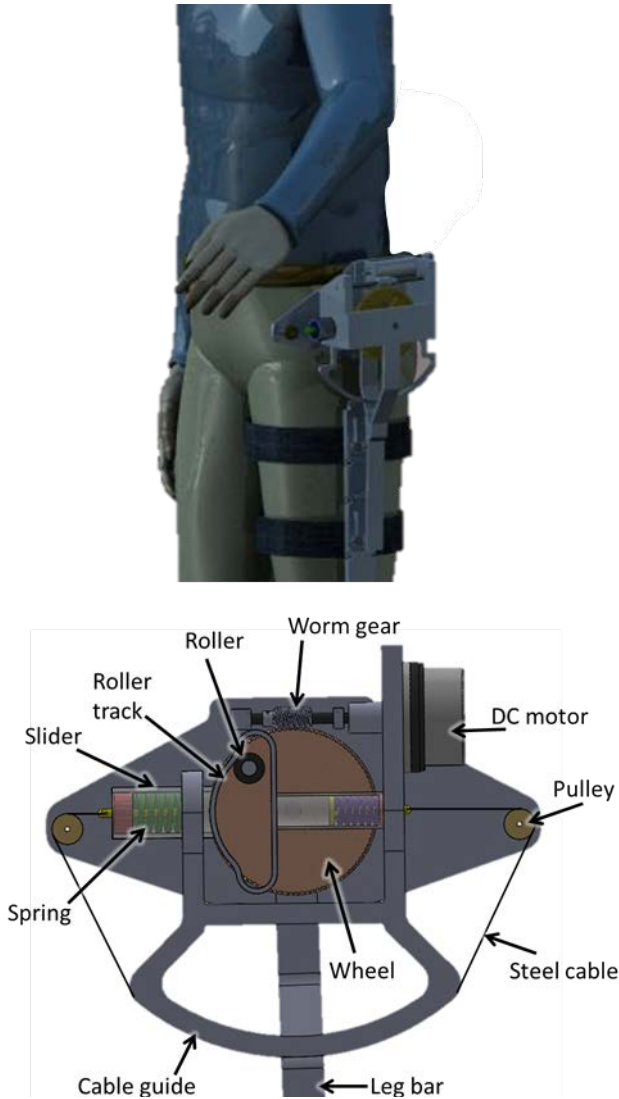 Worm gear
Roller
Roller
track
DC motor
Slider
Pulley
Spring
Wheel
Steel cable
Cable guide
Leg bar